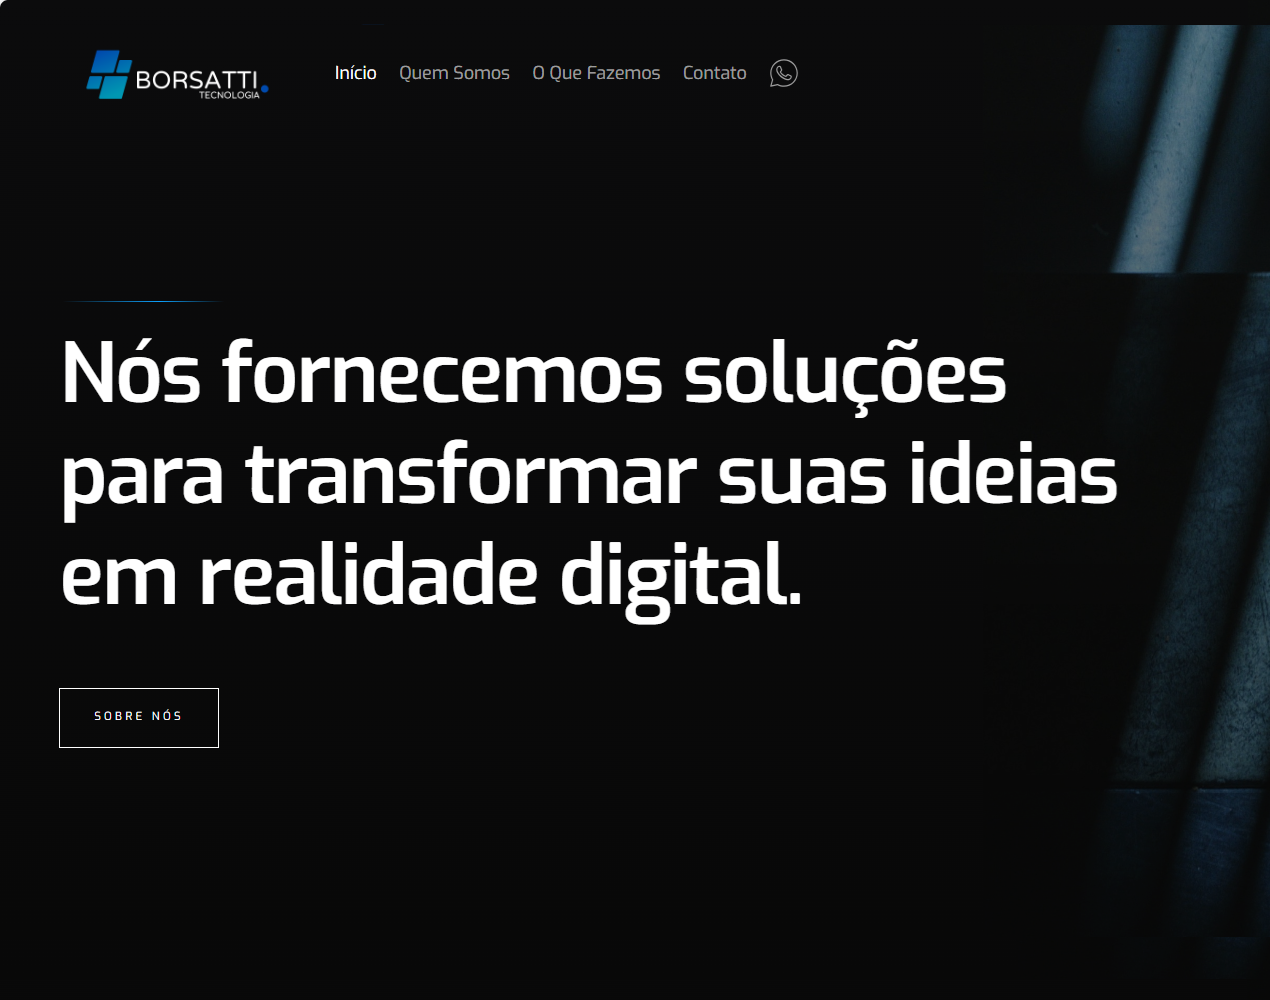 BORSATTI.
TECNOLOGIA
Início Quem Somos O Que Fazemos Contato
Nós fornecemos soluções
para transformar suas ideias
em realidade digital.
SOBRE NÓS